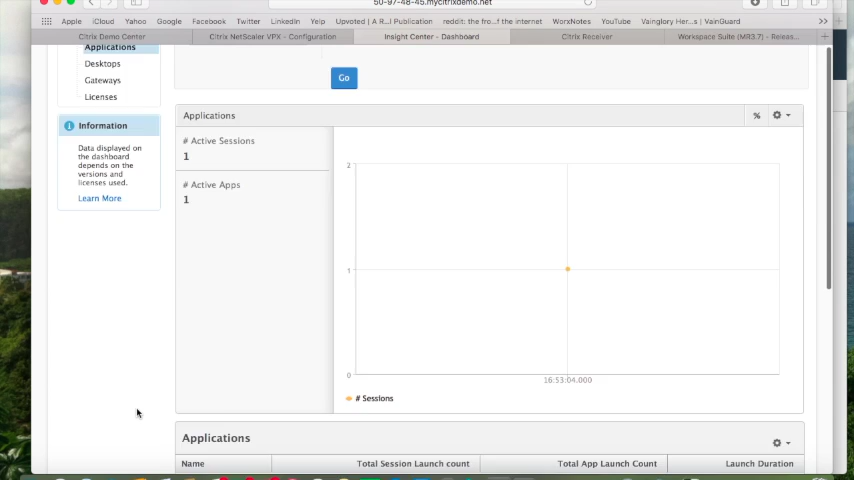 50-97-48-45.mycitrixdemo.net
Apple iCloud Yahoo Google Facebook Twitter LinkedIn Yelp Upvoted | A R...l Publication reddit: the fro...f the internet WorxNotes YouTube Vainglory Her...s | VainGuard
Citrix Demo Center Citrix NetScaler VPX - Configuration Insight Center - Dashboard Citrix Receiver Workspace Suite (MR3.7) - Releas...
Applications
Desktops
Gateways
Licenses
Go
Information
Data displayed on
the dashboard
depends on the
versions and
licenses used.
Learn More
Applications %
# Active Sessions
1
# Active Apps
1
2
1
0
16:53:04.000
# Sessions
Applications
Name Total Session Launch count Total App Launch Count Launch Duration